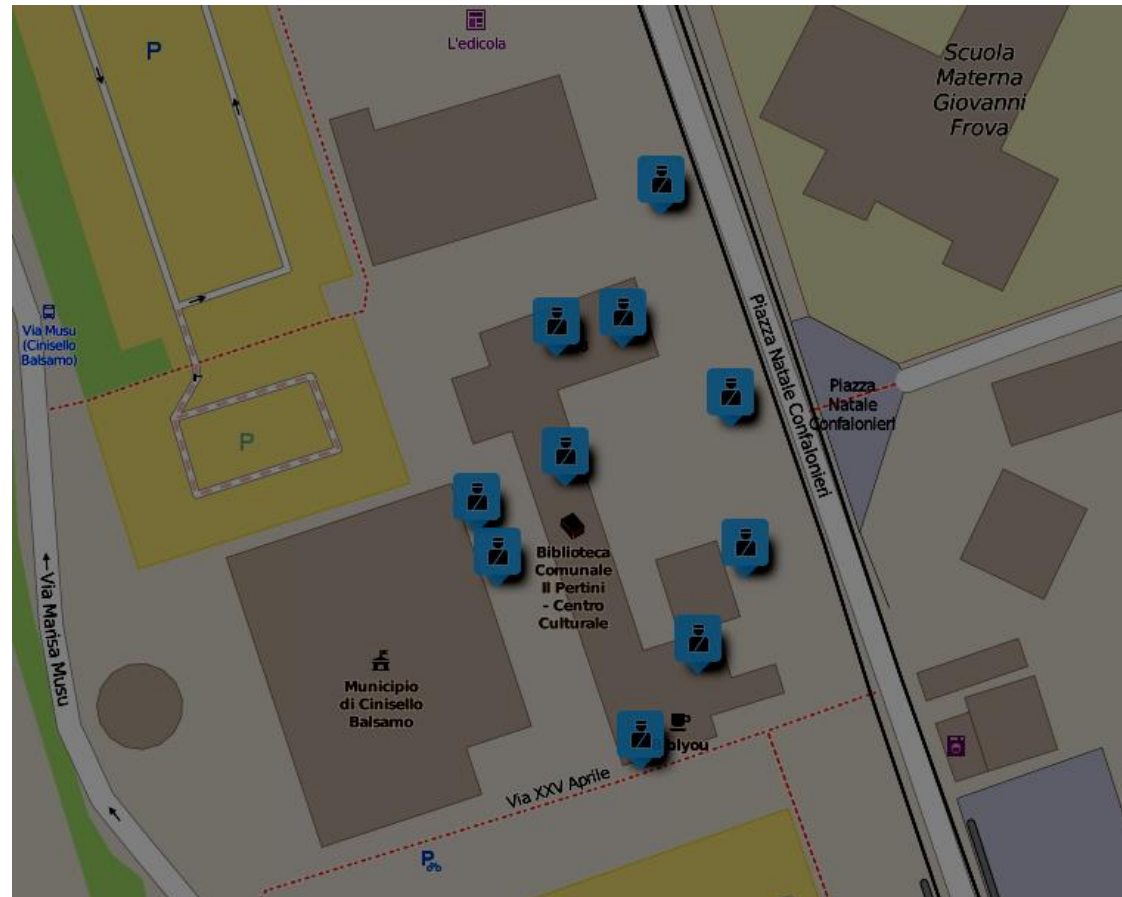 P
L'edicola
Scuola
Materna
Giovanni
Frova
Via Musu
(Cinisello
Balsamo)
Piazza Natale Confalonieri
Piazza
Natale
Confalonieri
P
Biblioteca
Comunale
Il Pertini
- Centro
Culturale
← Via Marisa Musu
Municipio
di Cinisello
Balsamo
Via XXV Aprile
P